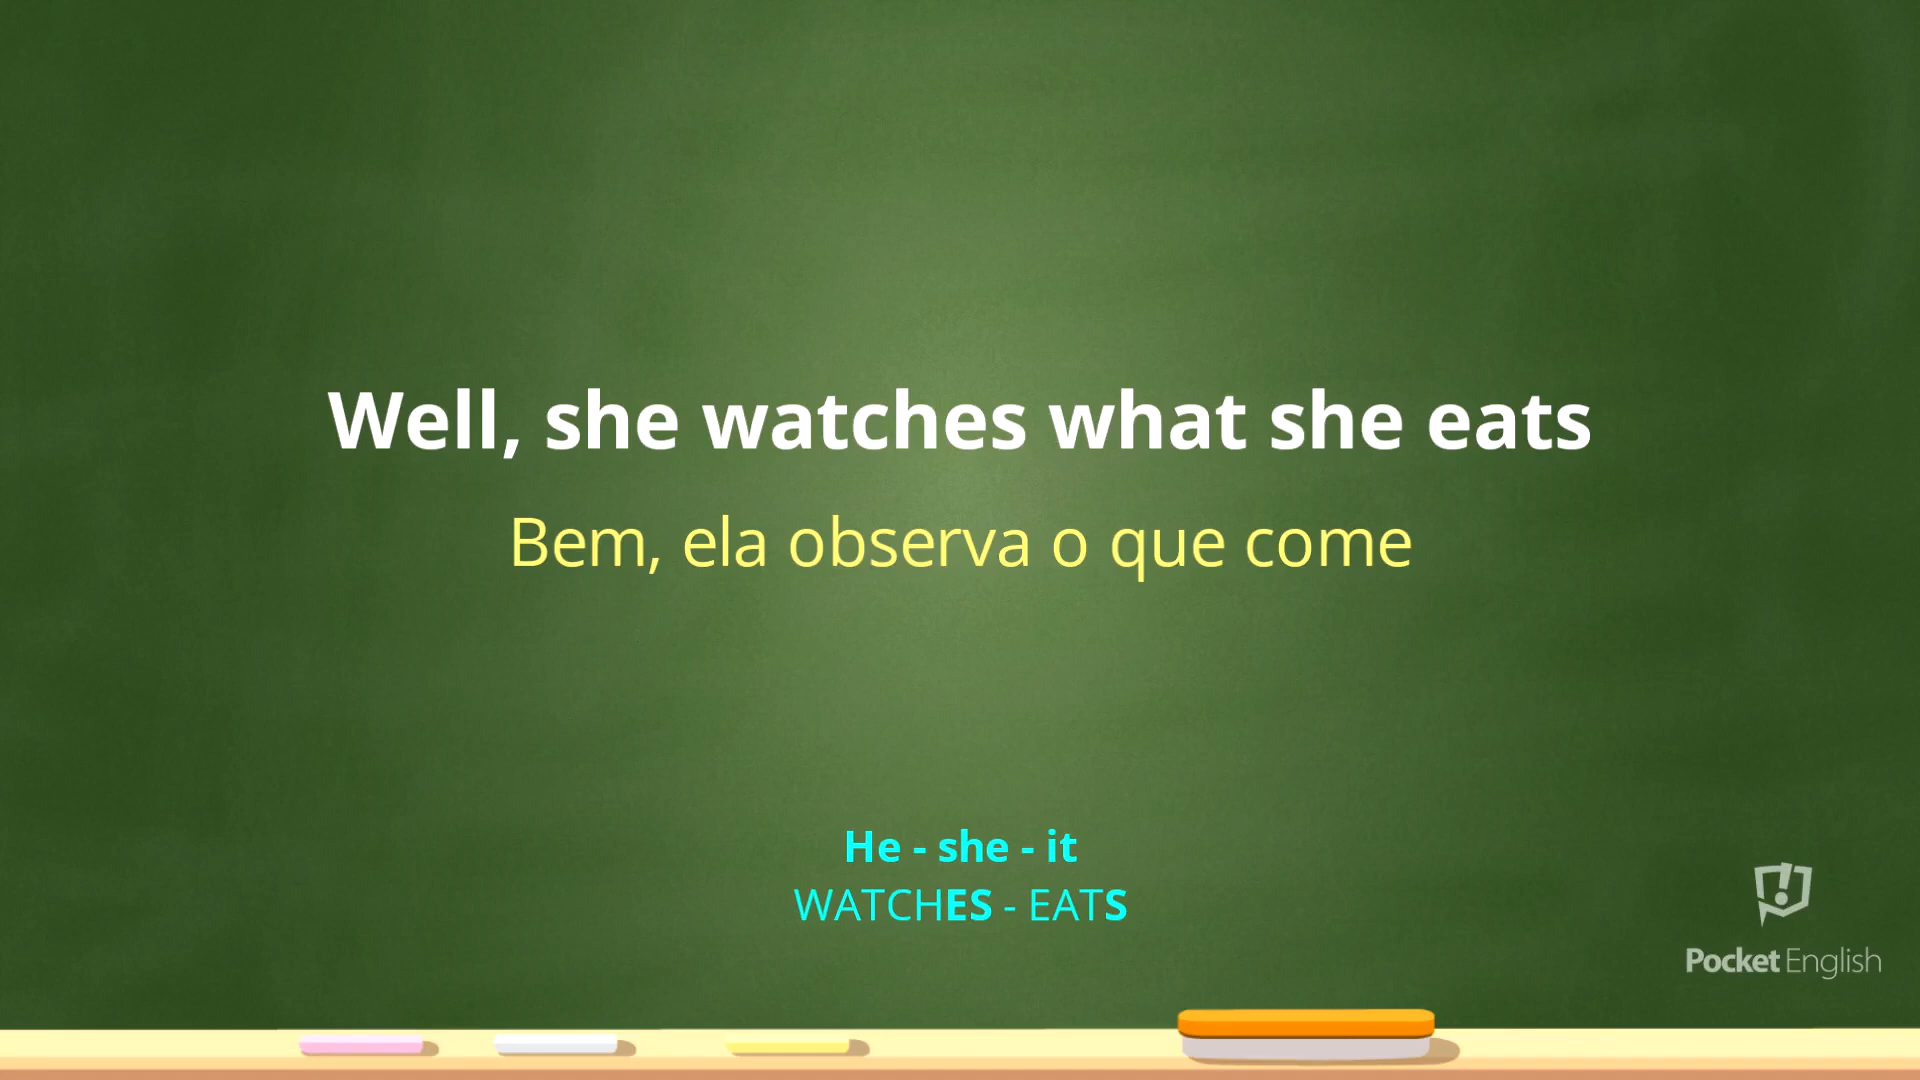 Well, she watches what she eats
Bem, ela observa o que come
He - she - it
WATCHES - EATS
Pocket English